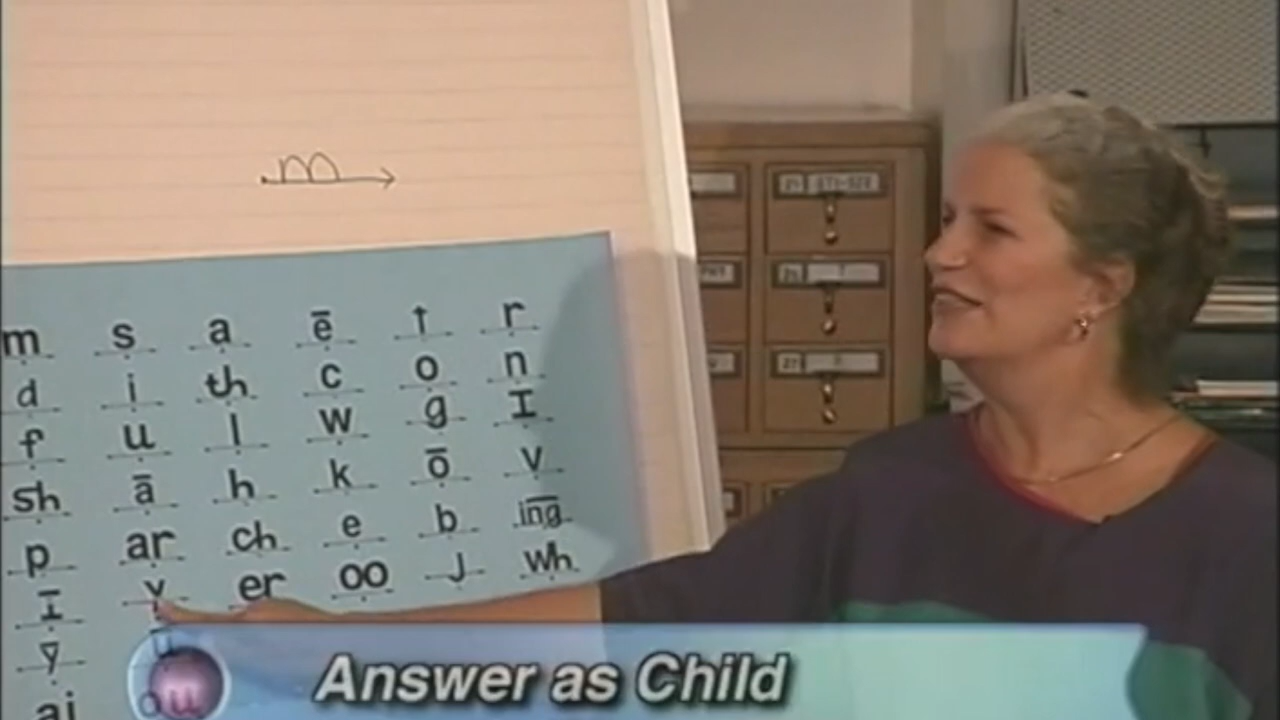 m
m s a ē t r
d i th c o n
f u l w g I
sh ā h k ō v
p ar ch e b ing
ī y er oo J wh
ȳ
ai
Answer as Child